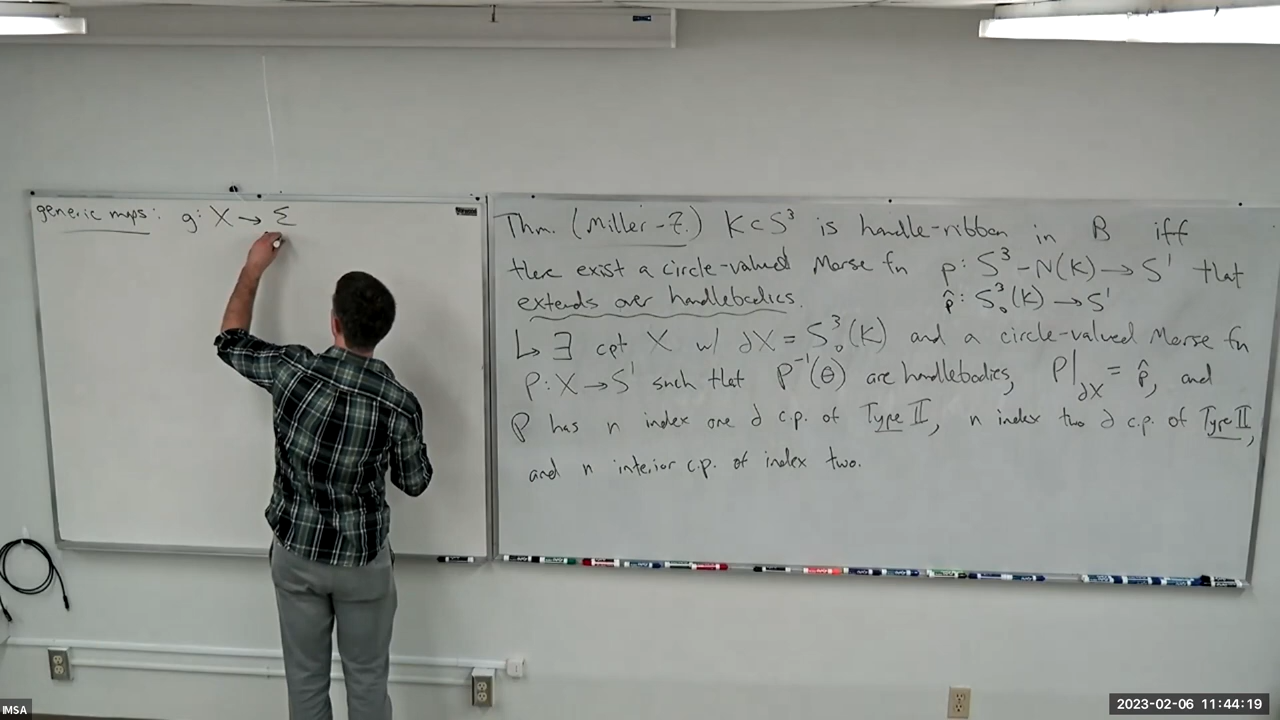 generic maps: g: X → Σ
Thm. (Miller-Z.) K⊂S³ is handle-ribbon in B iff
there exist a circle-valued Morse fn p: S³-N(K) → S¹ that
extends over handlebodies. p̂: S³₀(K) → S¹
↳ ∃ cpt X w/ ∂X = S³₀(K) and a circle-valued Morse fn
P: X → S¹ such that P⁻¹(θ) are handlebodies, P|∂X = p̂, and
P has n index one ∂ c.p. of Type II, n index two ∂ c.p. of Type II,
and n interior c.p. of index two.
IMSA
2023-02-06 11:44:19